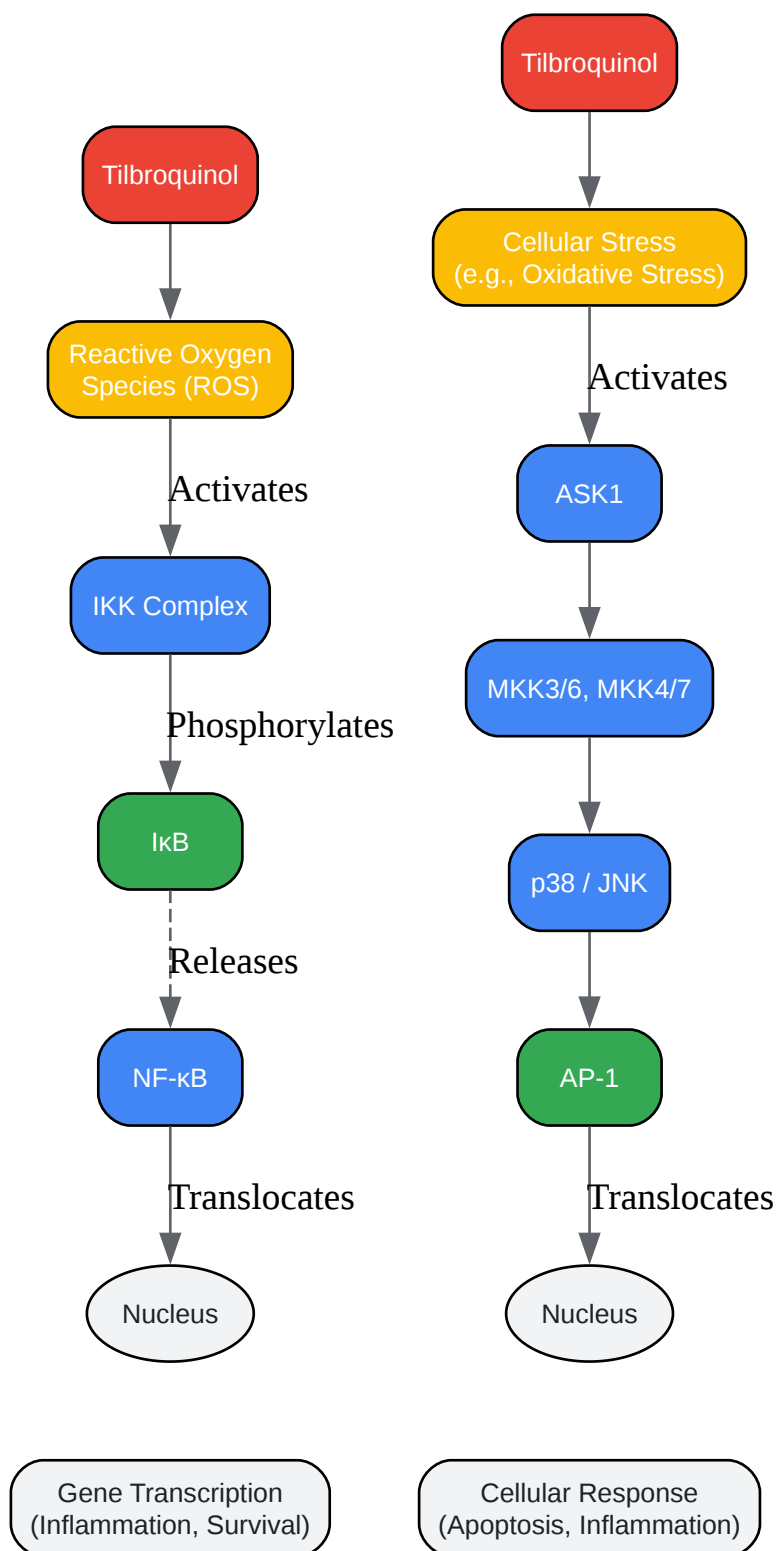 Tilbroquinol
Reactive Oxygen
Species (ROS)
Activates
IKK Complex
Phosphorylates
IκB
Releases
NF-κB
Translocates
Nucleus
Gene Transcription
(Inflammation, Survival)
Tilbroquinol
Cellular Stress
(e.g., Oxidative Stress)
Activates
ASK1
MKK3/6, MKK4/7
p38 / JNK
AP-1
Translocates
Nucleus
Cellular Response
(Apoptosis, Inflammation)